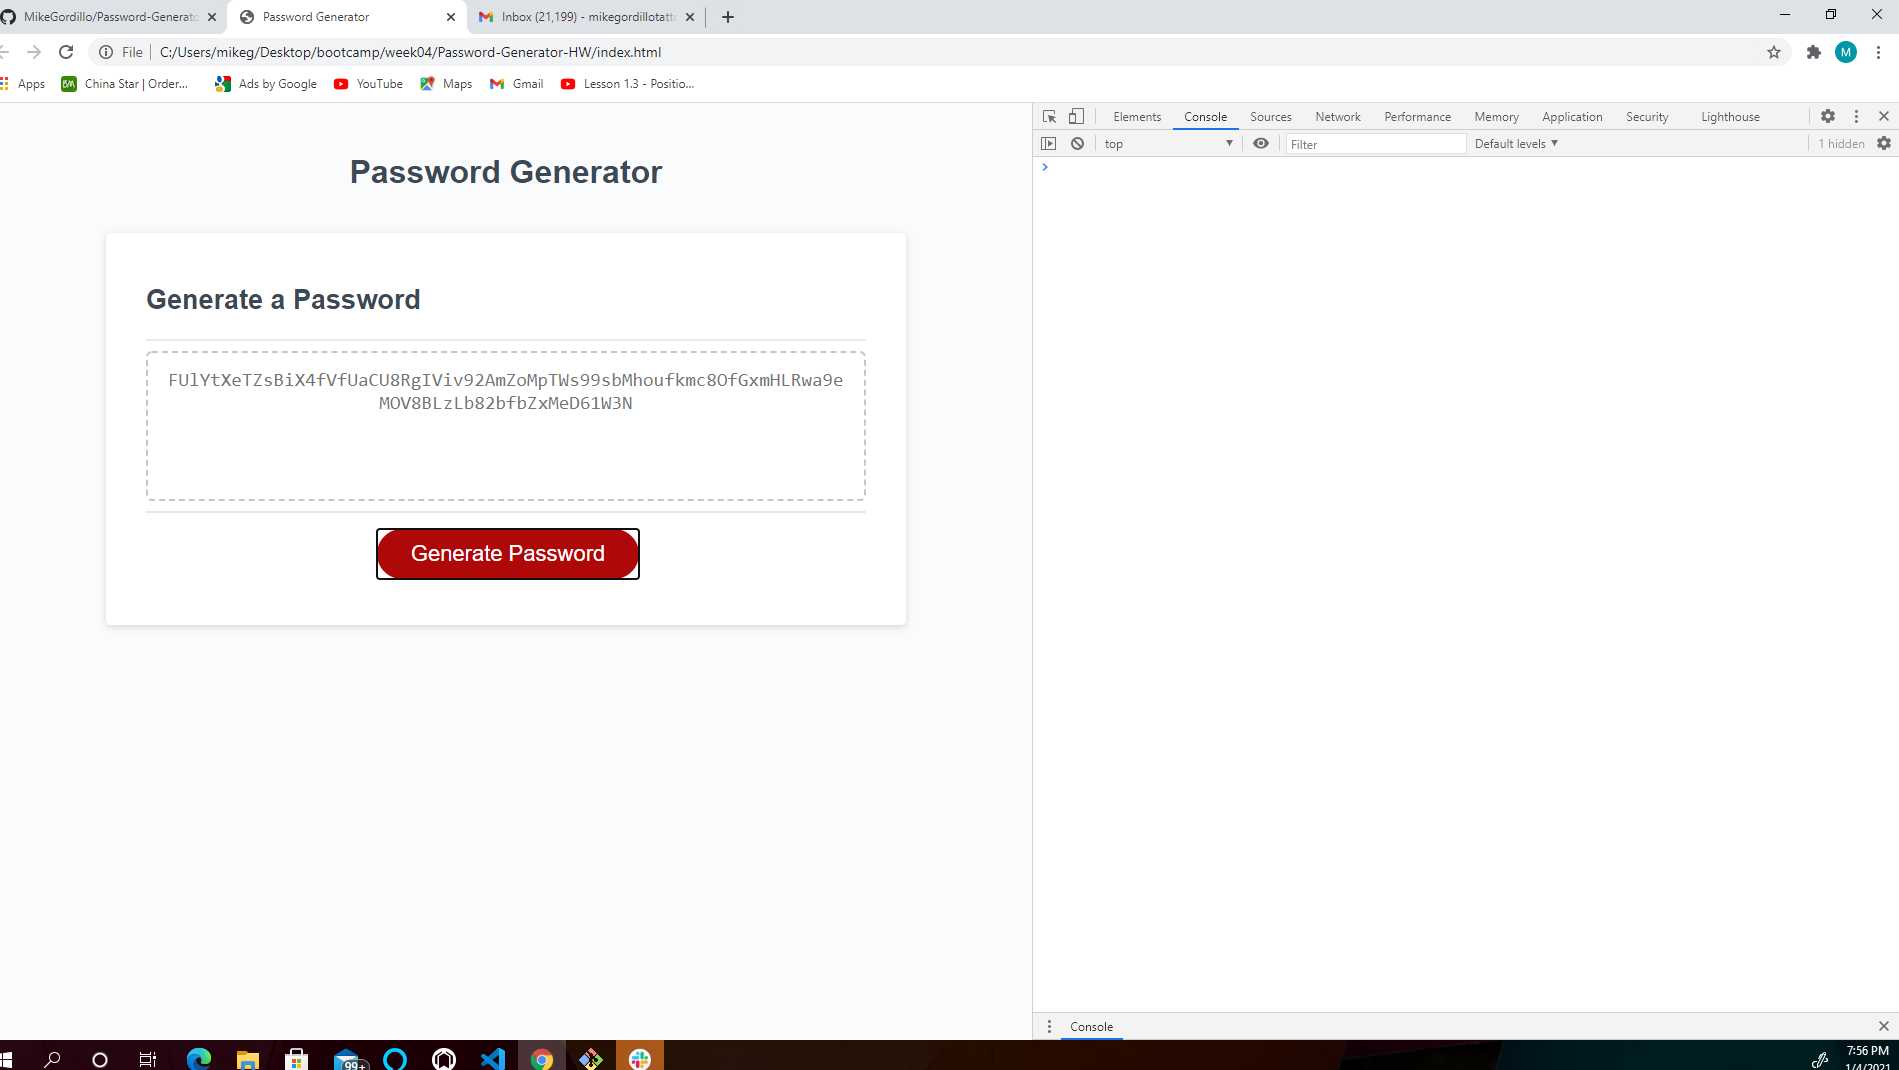 MikeGordillo/Password-Generato
Password Generator
Inbox (21,199) - mikegordillotatt
File
C:/Users/mikeg/Desktop/bootcamp/week04/Password-Generator-HW/index.html
M
Apps
China Star | Order...
Ads by Google
YouTube
Maps
Gmail
Lesson 1.3 - Positio...
Elements
Console
Sources
Network
Performance
Memory
Application
Security
Lighthouse
top
Filter
Default levels
1 hidden
Password Generator
Generate a Password
FUlYtXeTZsBiX4fVfUaCU8RgIViv92AmZoMpTWs99sbMhoufkmc8OfGxmHLRwa9e
MOV8BLzLb82bfbZxMeD61W3N
Generate Password
Console
99+
7:56 PM
1/4/2021